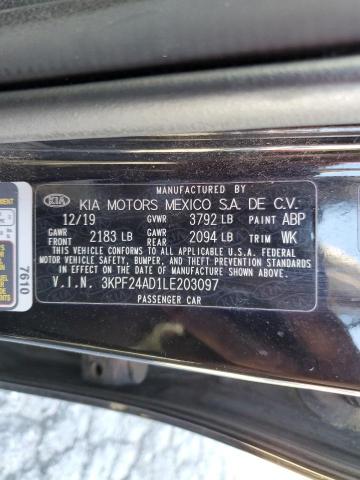 MANUFACTURED BY
KIA KIA MOTORS MEXICO S.A. DE C.V.
12/19 GVWR 3792 LB PAINT ABP
GAWR FRONT 2183 LB GAWR REAR 2094 LB TRIM WK
THIS VEHICLE CONFORMS TO ALL APPLICABLE U.S.A. FEDERAL
MOTOR VEHICLE SAFETY, BUMPER, AND THEFT PREVENTION
STANDARDS IN EFFECT ON THE DATE OF MANUFACTURE SHOWN ABOVE.
V.I.N. 3KPF24AD1LE203097
PASSENGER CAR
7610